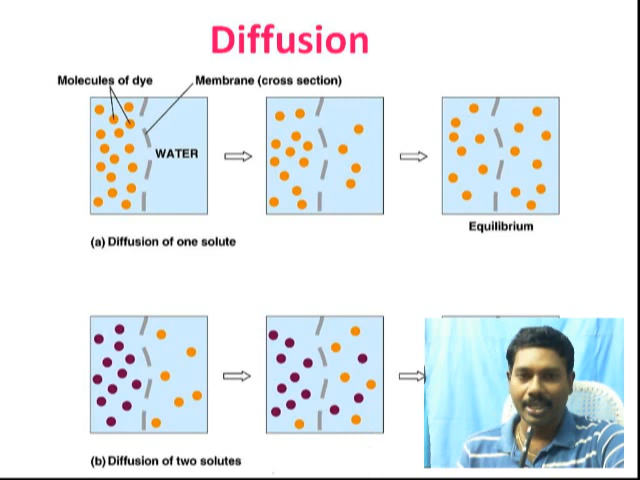 Diffusion
Molecules of dye
Membrane (cross section)
WATER
Equilibrium
(a) Diffusion of one solute
(b) Diffusion of two solutes